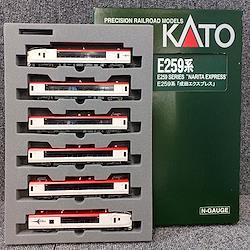 PRECISION RAILROAD MODELS
KATO
E259系
E259 SERIES "NARITA EXPRESS"
E259系「成田エクスプレス」
N-GAUGE